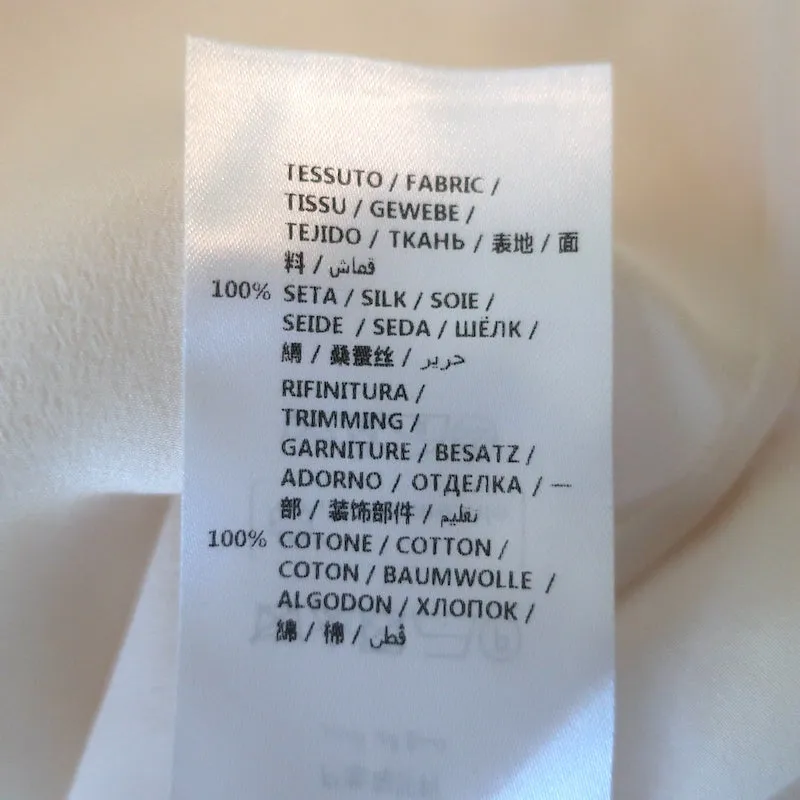 TESSUTO / FABRIC /
TISSU / GEWEBE /
TEJIDO / ТКАНЬ / 表地 / 面
料 / قماش
100% SETA / SILK / SOIE /
SEIDE / SEDA / ШЁЛК /
絹 / 桑蚕丝 / حرير
RIFINITURA /
TRIMMING /
GARNITURE / BESATZ /
ADORNO / ОТДЕЛКА / 一
部 / 装饰部件 / تقليم
100% COTONE / COTTON /
COTON / BAUMWOLLE /
ALGODON / ХЛОПОК /
綿 / 棉 / قطن